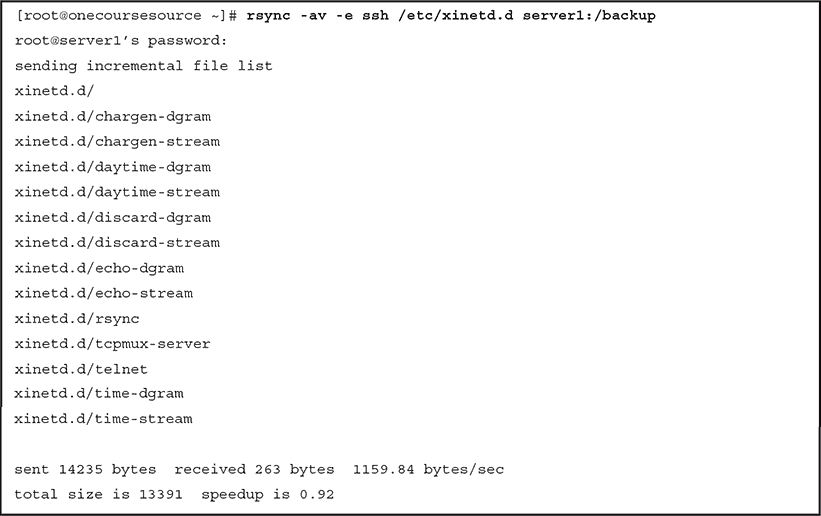 [root@onecoursesource ~]# rsync -av -e ssh /etc/xinetd.d server1:/backup
root@server1’s password:
sending incremental file list
xinetd.d/
xinetd.d/chargen-dgram
xinetd.d/chargen-stream
xinetd.d/daytime-dgram
xinetd.d/daytime-stream
xinetd.d/discard-dgram
xinetd.d/discard-stream
xinetd.d/echo-dgram
xinetd.d/echo-stream
xinetd.d/rsync
xinetd.d/tcpmux-server
xinetd.d/telnet
xinetd.d/time-dgram
xinetd.d/time-stream
sent 14235 bytes  received 263 bytes  1159.84 bytes/sec
total size is 13391  speedup is 0.92